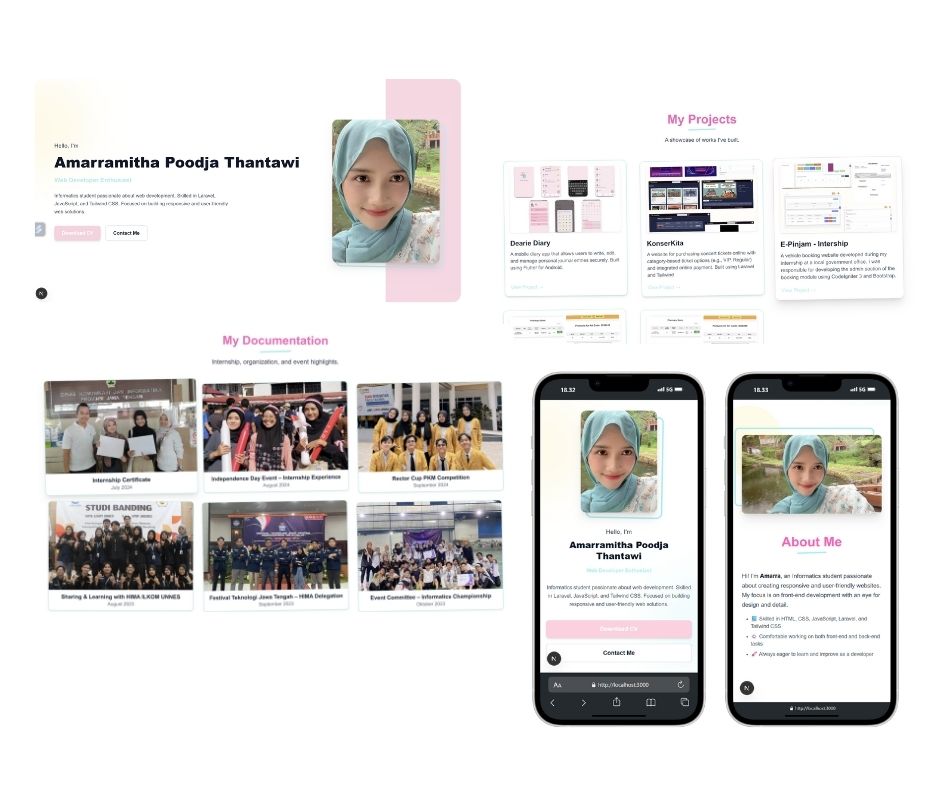 Hello, I'm
Amarramitha Poodja Thantawi
Web Developer Enthusiast
Informatics student passionate about web development. Skilled in Laravel,
JavaScript, and Tailwind CSS. Focused on building responsive and user-friendly
web solutions.
Download CV
Contact Me
N
My Projects
A showcase of works I've built.
Dearie Diary
A mobile diary app that allows users to write, edit,
and manage personal journal entries securely. Built
using Flutter for Android.
View Project →
KonserKita
A website for purchasing concert tickets online with
category-based ticket options (e.g., VIP, Regular)
and integrated online payment. Built using Laravel
and Tailwind
View Project →
E-Pinjam - Intership
A vehicle booking website developed during my
internship at a local government office. I was
responsible for developing the admin section of the
booking module using CodeIgniter 3 and Bootstrap.
View Project →
My Documentation
Internship, organization, and event highlights.
Internship Certificate
July 2024
Independence Day Event – Internship Experience
August 2024
Rector Cup PKM Competition
September 2024
STUDI BANDING
Sharing & Learning with HIMA ILKOM UNNES
August 2023
Festival Teknologi Jawa Tengah – HIMA Delegation
September 2023
Event Committee – Informatics Championship
Oktober 2023
18.32
5G
Hello, I'm
Amarramitha Poodja
Thantawi
Web Developer Enthusiast
Informatics student passionate about web development. Skilled
in Laravel, JavaScript, and Tailwind CSS. Focused on building
responsive and user-friendly web solutions.
Download CV
Contact Me
N
AA
http://localhost:3000
18.33
5G
About Me
Hi! I'm Amarra, an Informatics student passionate
about creating responsive and user-friendly websites.
My focus is on front-end development with an eye for
design and detail.
Skilled in HTML, CSS, JavaScript, Laravel, and
Tailwind CSS
Comfortable working on both front-end and back-end
tasks
Always eager to learn and improve as a developer
N
http://localhost:3000